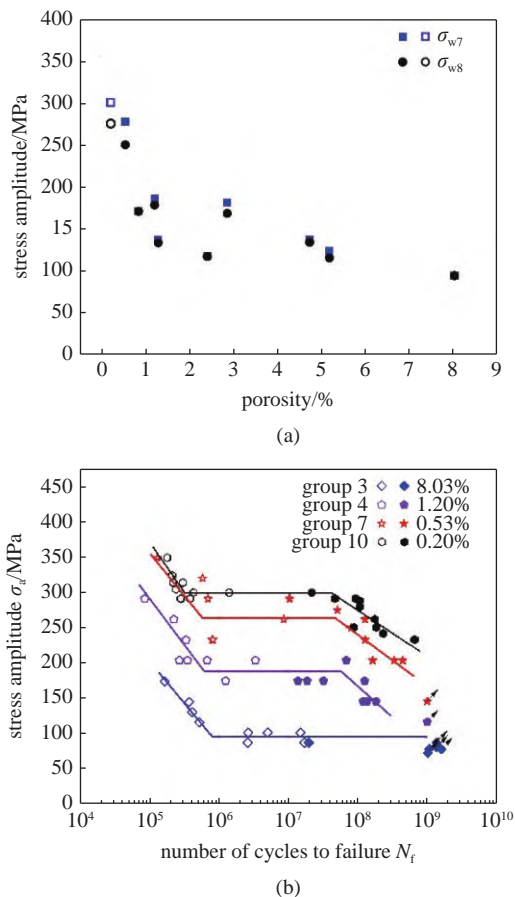 400
350
300
250
200
15
100
50
0
stress amplitude/MPa
σw7
σw8
0 1 2 3 4 5 6 7 8 9
porosity/%
(a)
450
400
350
300
250
200
150
100
50
0
stress amplitude σa/MPa
group 3 8.03%
group 4 1.20%
group 7 0.53%
group 10 0.20%
10⁴ 10⁵ 10⁶ 10⁷ 10⁸ 10⁹ 10¹⁰
number of cycles to failure Nf
(b)